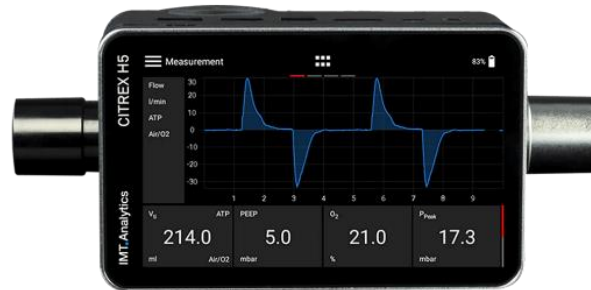 CITREX H5
IMT.Analytics
Measurement
83%
Flow
l/min
ATP
Air/O2
30
20
10
0
-10
-20
-30
1 2 3 4 5 6 7 8 9
V ATP
214.0
ml Air/O2
PEEP
5.0
mbar
O2
21.0
%
PPeak
17.3
mbar